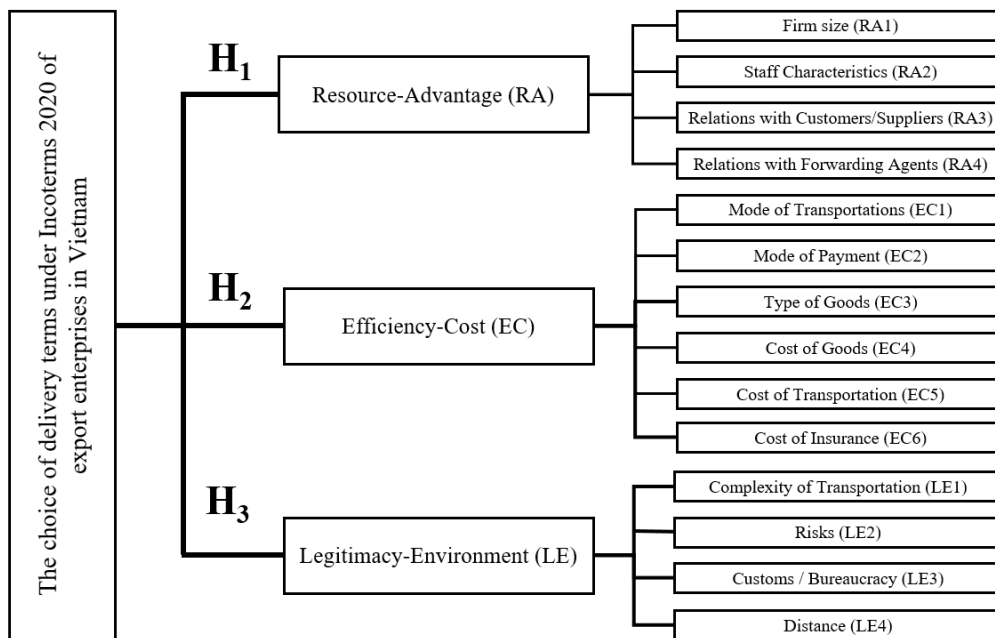 The choice of delivery terms under Incoterms 2020 of
export enterprises in Vietnam
H1
Resource-Advantage (RA)
Firm size (RA1)
Staff Characteristics (RA2)
Relations with Customers/Suppliers (RA3)
Relations with Forwarding Agents (RA4)
H2
Efficiency-Cost (EC)
Mode of Transportations (EC1)
Mode of Payment (EC2)
Type of Goods (EC3)
Cost of Goods (EC4)
Cost of Transportation (EC5)
Cost of Insurance (EC6)
H3
Legitimacy-Environment (LE)
Complexity of Transportation (LE1)
Risks (LE2)
Customs / Bureaucracy (LE3)
Distance (LE4)